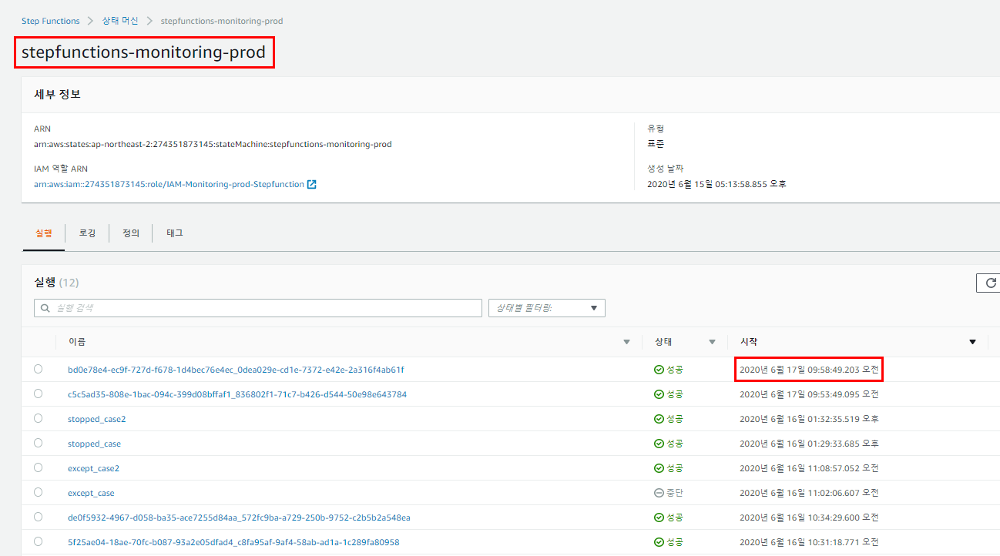 Step Functions > 상태 머신 > stepfunctions-monitoring-prod
stepfunctions-monitoring-prod
세부 정보
ARN
arn:aws:states:ap-northeast-2:274351873145:stateMachine:stepfunctions-monitoring-prod
유형
표준
IAM 역할 ARN
arn:aws:iam::274351873145:role/IAM-Monitoring-prod-Stepfunction
생성 날짜
2020년 6월 15일 05:13:58.855 오후
실행 로깅 정의 태그
실행 (12)
실행 검색 상태별 필터링:
이름 상태 시작
bd0e78e4-ec9f-727d-f678-1d4bec76e4ec_0dea029e-cd1e-7372-e42e-2a316f4ab61f 성공 2020년 6월 17일 09:58:49.203 오전
c5c5ad35-808e-1bac-094c-399d08bffaf1_836802f1-71c7-b426-d544-50e98e643784 성공 2020년 6월 17일 09:53:49.095 오전
stopped_case2 성공 2020년 6월 16일 01:32:35.519 오후
stopped_case 성공 2020년 6월 16일 01:29:33.685 오후
except_case2 성공 2020년 6월 16일 11:08:57.052 오전
except_case 중단 2020년 6월 16일 11:02:06.607 오전
de0f5932-4967-d058-ba35-ace7255d84aa_572fc9ba-a729-250b-9752-c2b5b2a548ea 성공 2020년 6월 16일 10:34:29.600 오전
5f25ae04-18ae-70fc-b087-93a2e05dfad4_c8fa95af-9af4-58ab-ad1a-1c289fa80958 성공 2020년 6월 16일 10:31:18.771 오전